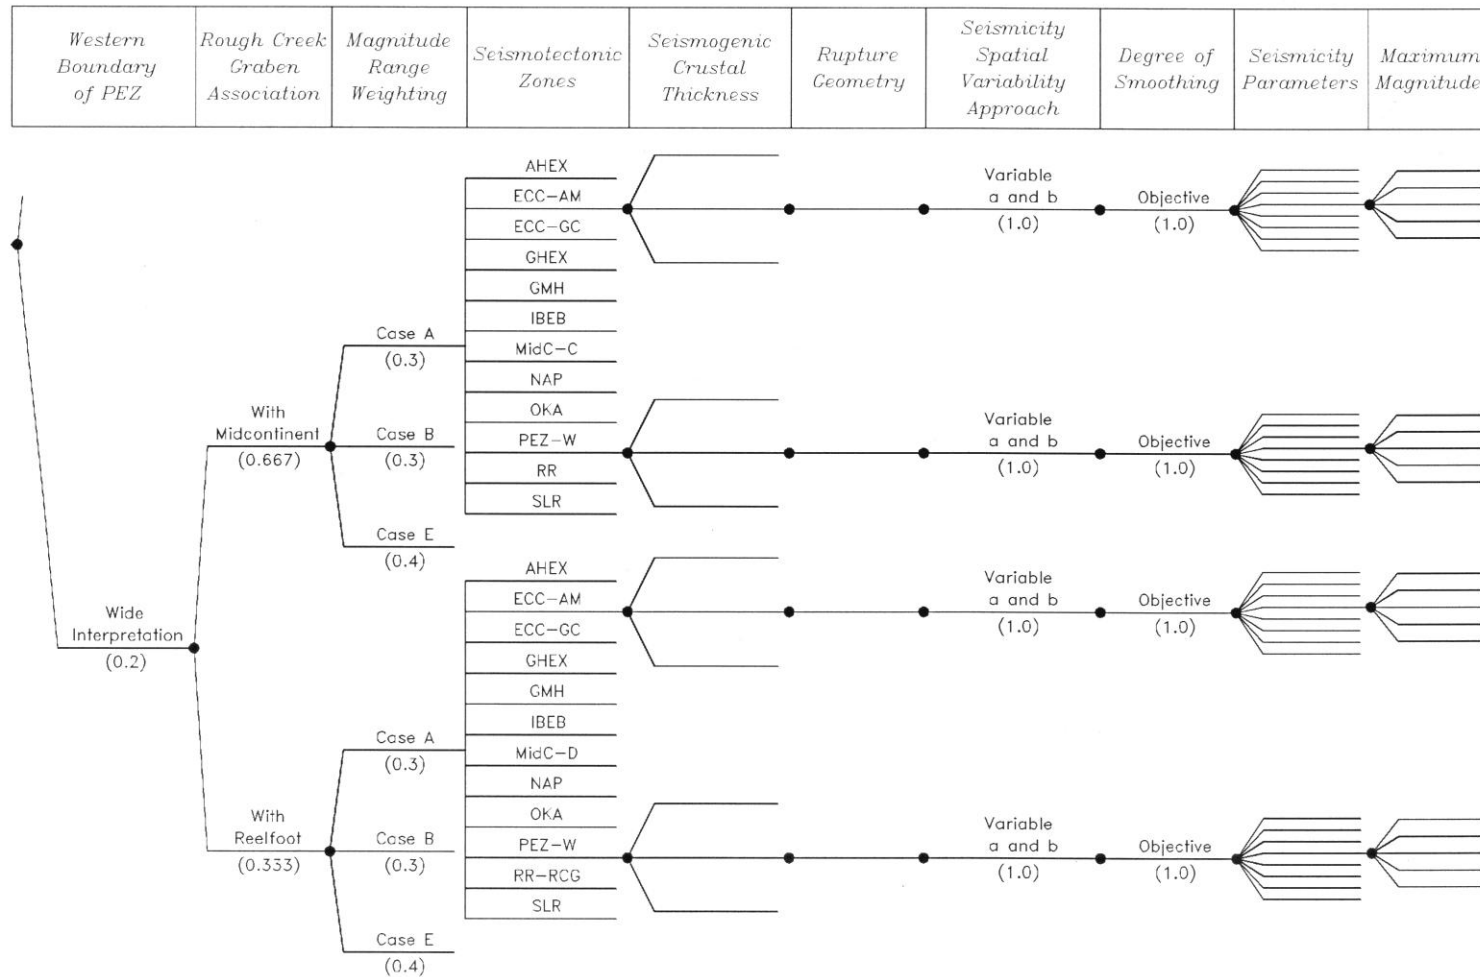 Western
Boundary
of PEZ
Rough Creek
Graben
Association
Magnitude
Range
Weighting
Seismotectonic
Zones
Seismogenic
Crustal
Thickness
Rupture
Geometry
Seismicity
Spatial
Variability
Approach
Degree of
Smoothing
Seismicity
Parameters
Maximum
Magnitude
Wide
Interpretation
(0.2)
With
Midcontinent
(0.667)
Case A
(0.3)
Case B
(0.3)
Case E
(0.4)
AHEX
ECC-AM
ECC-GC
GHEX
GMH
IBEB
MidC-C
NAP
OKA
PEZ-W
RR
SLR
Variable
a and b
(1.0)
Objective
(1.0)
Variable
a and b
(1.0)
Objective
(1.0)
With
Reelfoot
(0.333)
Case A
(0.3)
Case B
(0.3)
Case E
(0.4)
AHEX
ECC-AM
ECC-GC
GHEX
GMH
IBEB
MidC-D
NAP
OKA
PEZ-W
RR-RCG
SLR
Variable
a and b
(1.0)
Objective
(1.0)
Variable
a and b
(1.0)
Objective
(1.0)